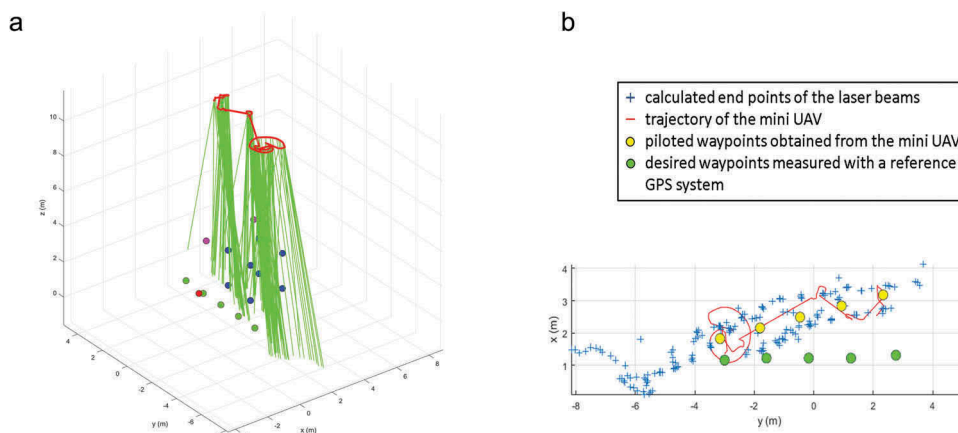 a
b
10
8
6
4
2
0
z (m)
4
2
0
-2
-4
-6
y (m)
-2
0
2
4
6
8
x (m)
calculated end points of the laser beams
trajectory of the mini UAV
piloted waypoints obtained from the mini UAV
desired waypoints measured with a reference
GPS system
4
3
2
1
x (m)
-8
-6
-4
-2
0
2
4
y (m)